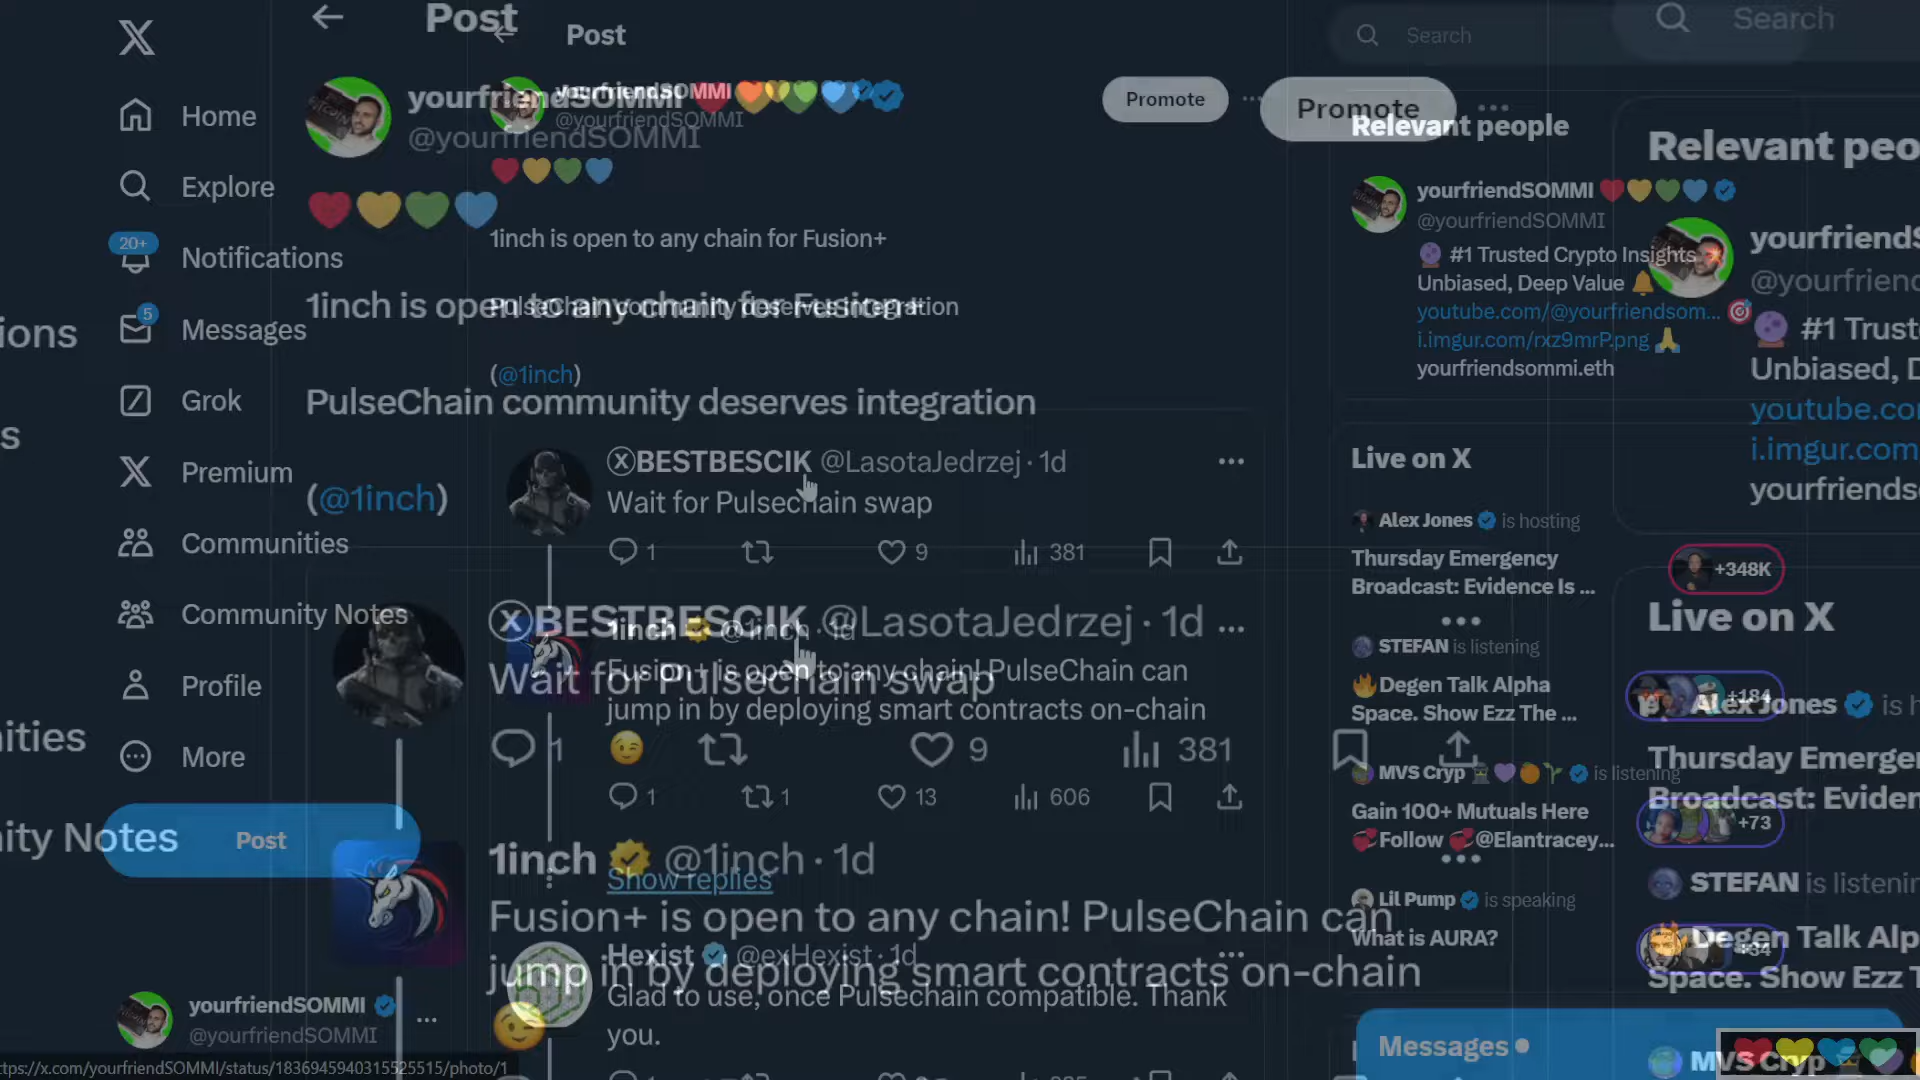 Post
Post
Search
Search
Home
Explore
20+
Notifications
5
Messages
Grok
Premium
Communities
Community Notes
Profile
More
Post
yourfriendSOMMI
@yourfriendSOMMI
ions
s
ities
ity Notes
yourfriendSOMMI
@yourfriendSOMMI
yourfriendSOMMI
@yourfriendSOMMI
Promote
Promote
1inch is open to any chain for Fusion+
PulseChain community deserves integration
(@1inch)
1inch is open to any chain for Fusion+
PulseChain community deserves integration
(@1inch)
ⓍBESTBESCIK @LasotaJedrzej · 1d
Wait for Pulsechain swap
1 9 381
1inch @1inch · 1d
Fusion+ is open to any chain! PulseChain can
jump in by deploying smart contracts on-chain
1 1 13 606
Show replies
Hexist @exHexist · 1d
Glad to use, once Pulsechain compatible. Thank
you.
ⓍBESTBESCIK @LasotaJedrzej · 1d
Wait for Pulsechain swap
1 9 381
1inch @1inch · 1d
Fusion+ is open to any chain! PulseChain can
jump in by deploying smart contracts on-chain
Relevant people
yourfriendSOMMI
@yourfriendSOMMI
#1 Trusted Crypto Insights
Unbiased, Deep Value
youtube.com/@yourfriendsom...
i.imgur.com/rxz9mrP.png
yourfriendsommi.eth
Live on X
Alex Jones is hosting
Thursday Emergency
Broadcast: Evidence Is ...
+348K
STEFAN is listening
Degen Talk Alpha
Space. Show Ezz The ...
+184
MVS Cryp is listening
Gain 100+ Mutuals Here
Follow @Elantracey...
+73
Lil Pump is speaking
What is AURA?
+34
Messages
Relevant peo
yourfriendS
@yourfriend
#1 Trust
Unbiased, D
youtube.co
i.imgur.com
yourfriends
Live on X
Alex Jones is h
Thursday Emerge
Broadcast: Eviden
STEFAN is listenin
Degen Talk Alp
Space. Show Ezz T
MVS Cryp
ttps://x.com/yourfriendSOMMI/status/1836945940315525515/photo/1